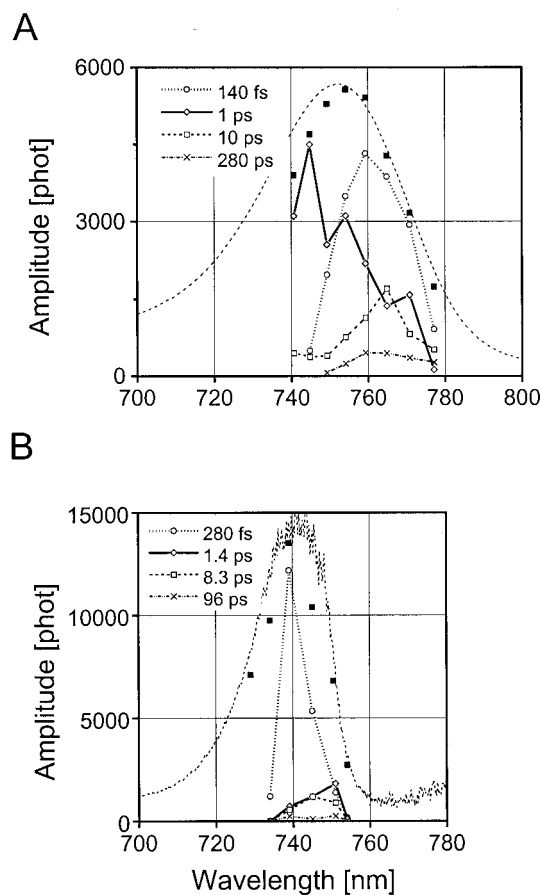 A
6000
140 fs
1 ps
10 ps
280 ps
3000
Amplitude [phot]
0
700 720 740 760 780 800
B
15000
280 fs
1.4 ps
8.3 ps
96 ps
10000
5000
Amplitude [phot]
0
700 720 740 760 780
Wavelength [nm]